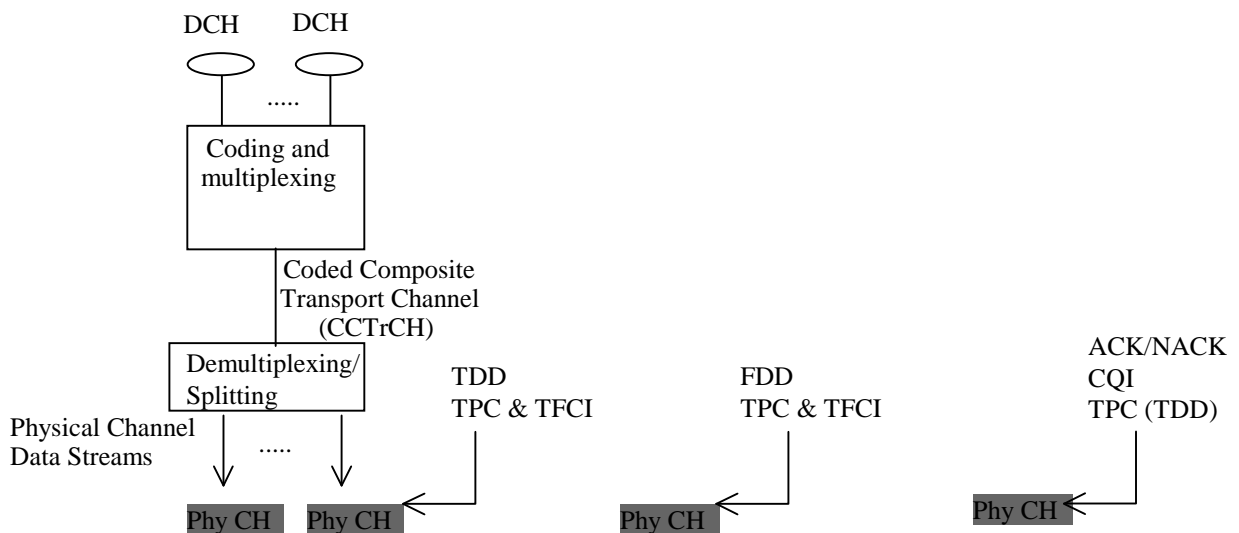 DCH DCH
.....
Coding and
multiplexing
Coded Composite
Transport Channel
(CCTrCH)
Demultiplexing/
Splitting
Physical Channel
Data Streams
.....
TDD
TPC & TFCI
FDD
TPC & TFCI
ACK/NACK
CQI
TPC (TDD)
Phy CH Phy CH Phy CH Phy CH